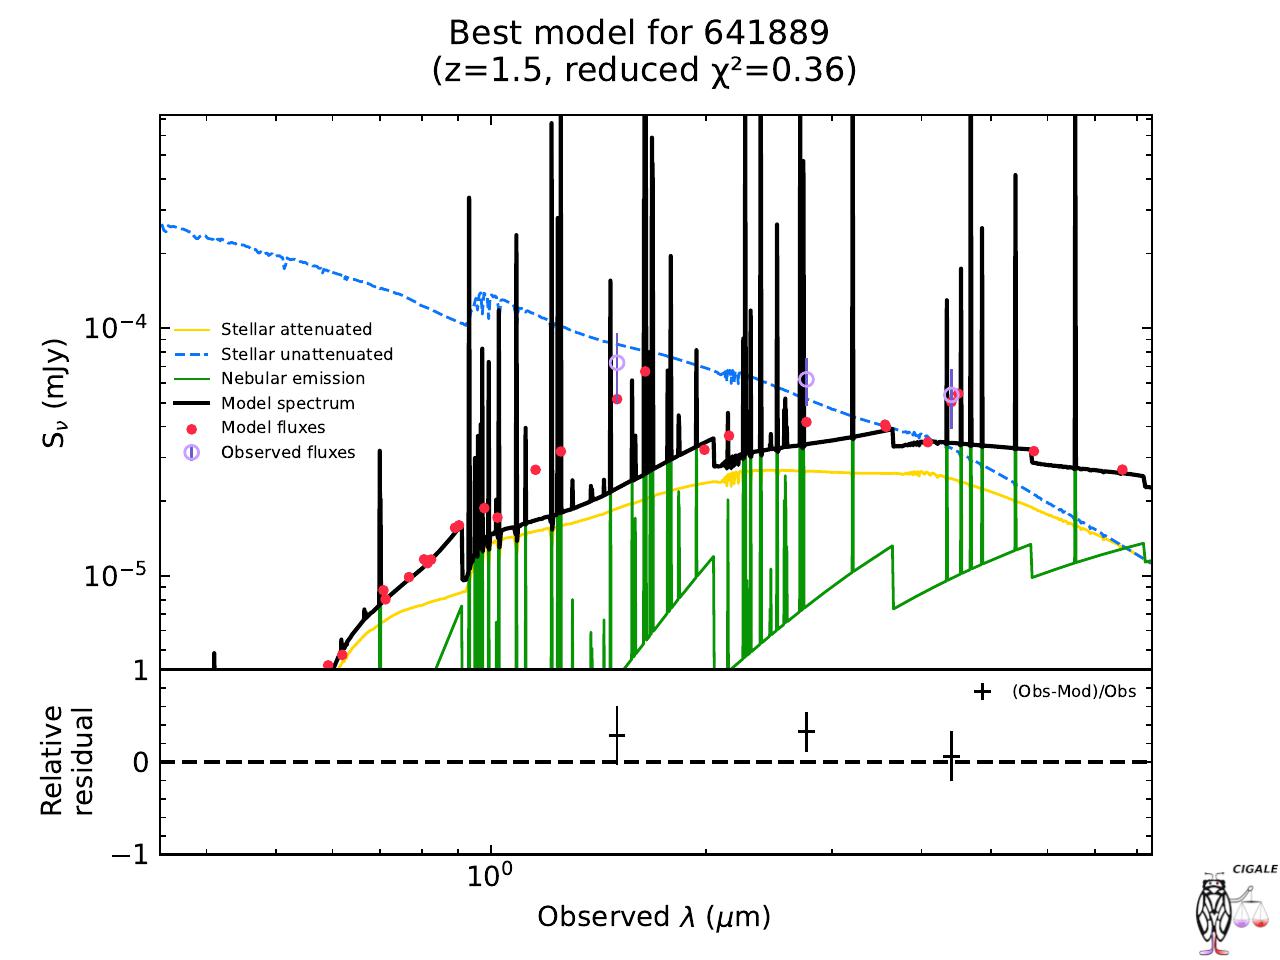 Best model for 641889
(z=1.5, reduced χ²=0.36)
S𝜈 (mJy)
10⁻⁴
10⁻⁵
Stellar attenuated
Stellar unattenuated
Nebular emission
Model spectrum
Model fluxes
Observed fluxes
1
0
−1
Relative
residual
(Obs-Mod)/Obs
10⁰
Observed λ (μm)
CIGALE